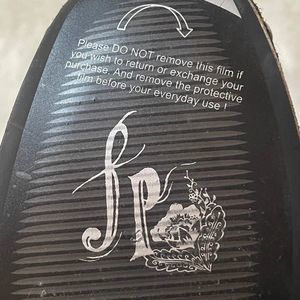 Please DO NOT remove this film if
you wish to return or exchange your
purchase. And remove the protective
film before your everyday use !